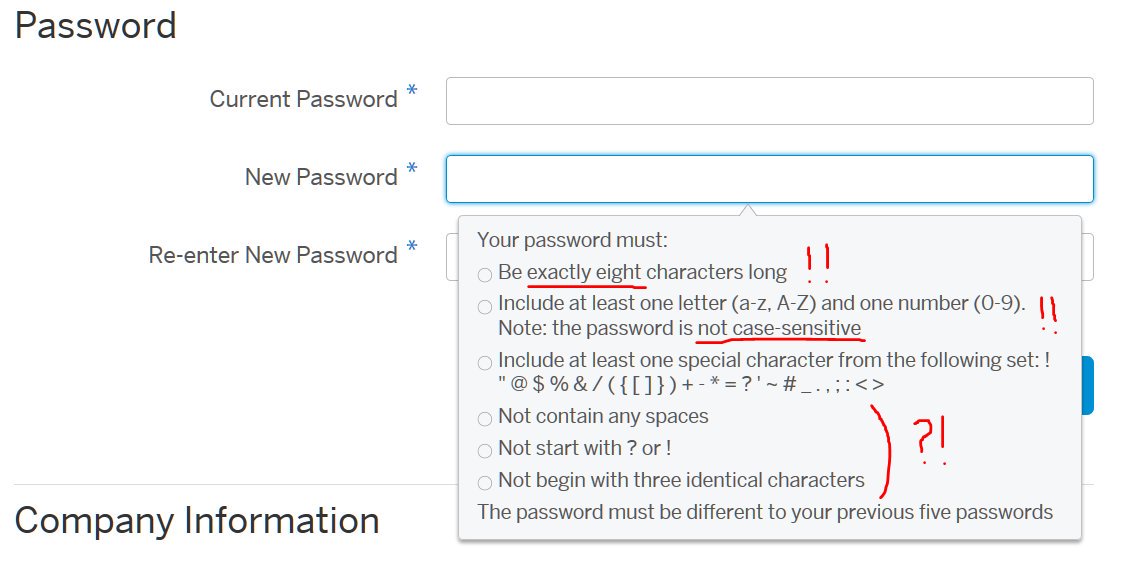 Password
Current Password *
New Password *
Re-enter New Password *
Your password must:
Be exactly eight characters long !!
Include at least one letter (a-z, A-Z) and one number (0-9). !!
Note: the password is not case-sensitive
Include at least one special character from the following set: !
" @ $ % & / ( { [ ] } ) + - * = ? ' ~ # _ . , ; : < >
Not contain any spaces
Not start with ? or !
?!
Not begin with three identical characters
The password must be different to your previous five passwords
Company Information